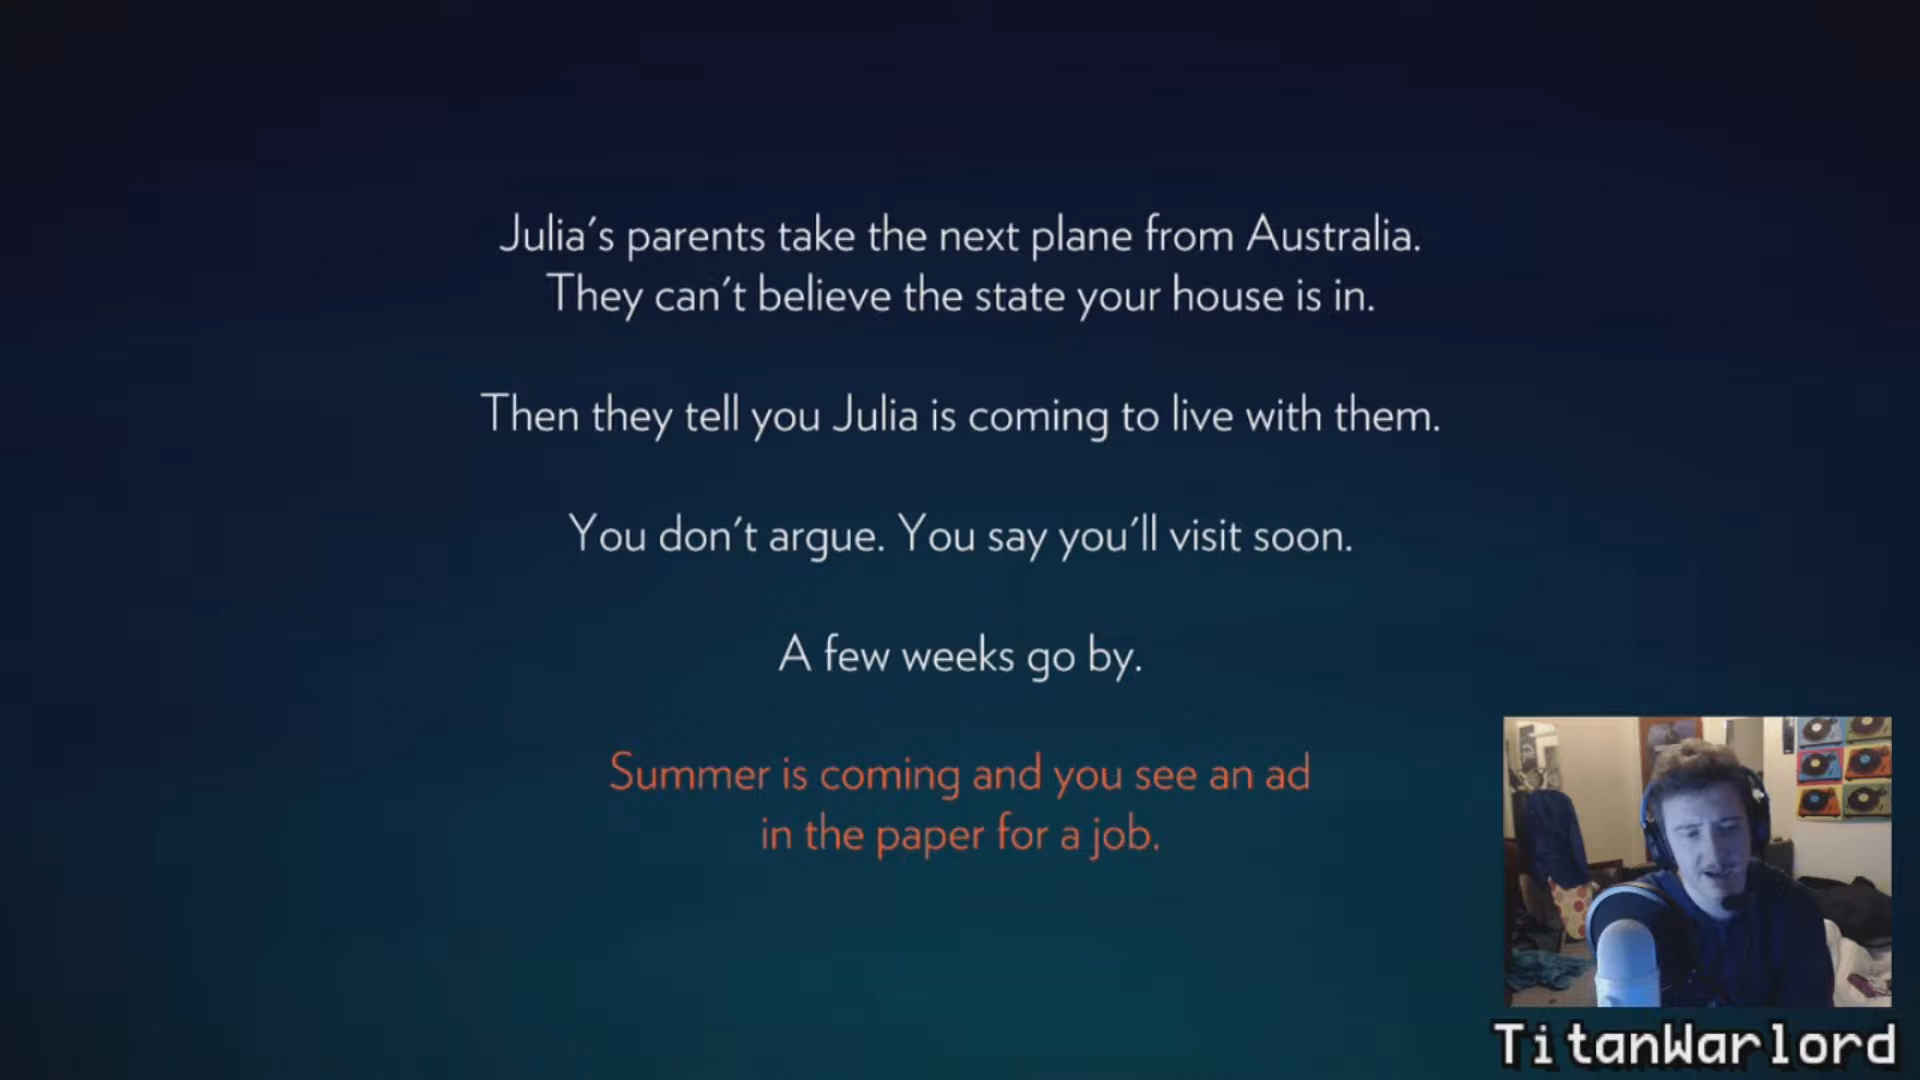 Julia's parents take the next plane from Australia.
They can't believe the state your house is in.
Then they tell you Julia is coming to live with them.
You don't argue. You say you'll visit soon.
A few weeks go by.
Summer is coming and you see an ad
in the paper for a job.
TitanWarlord